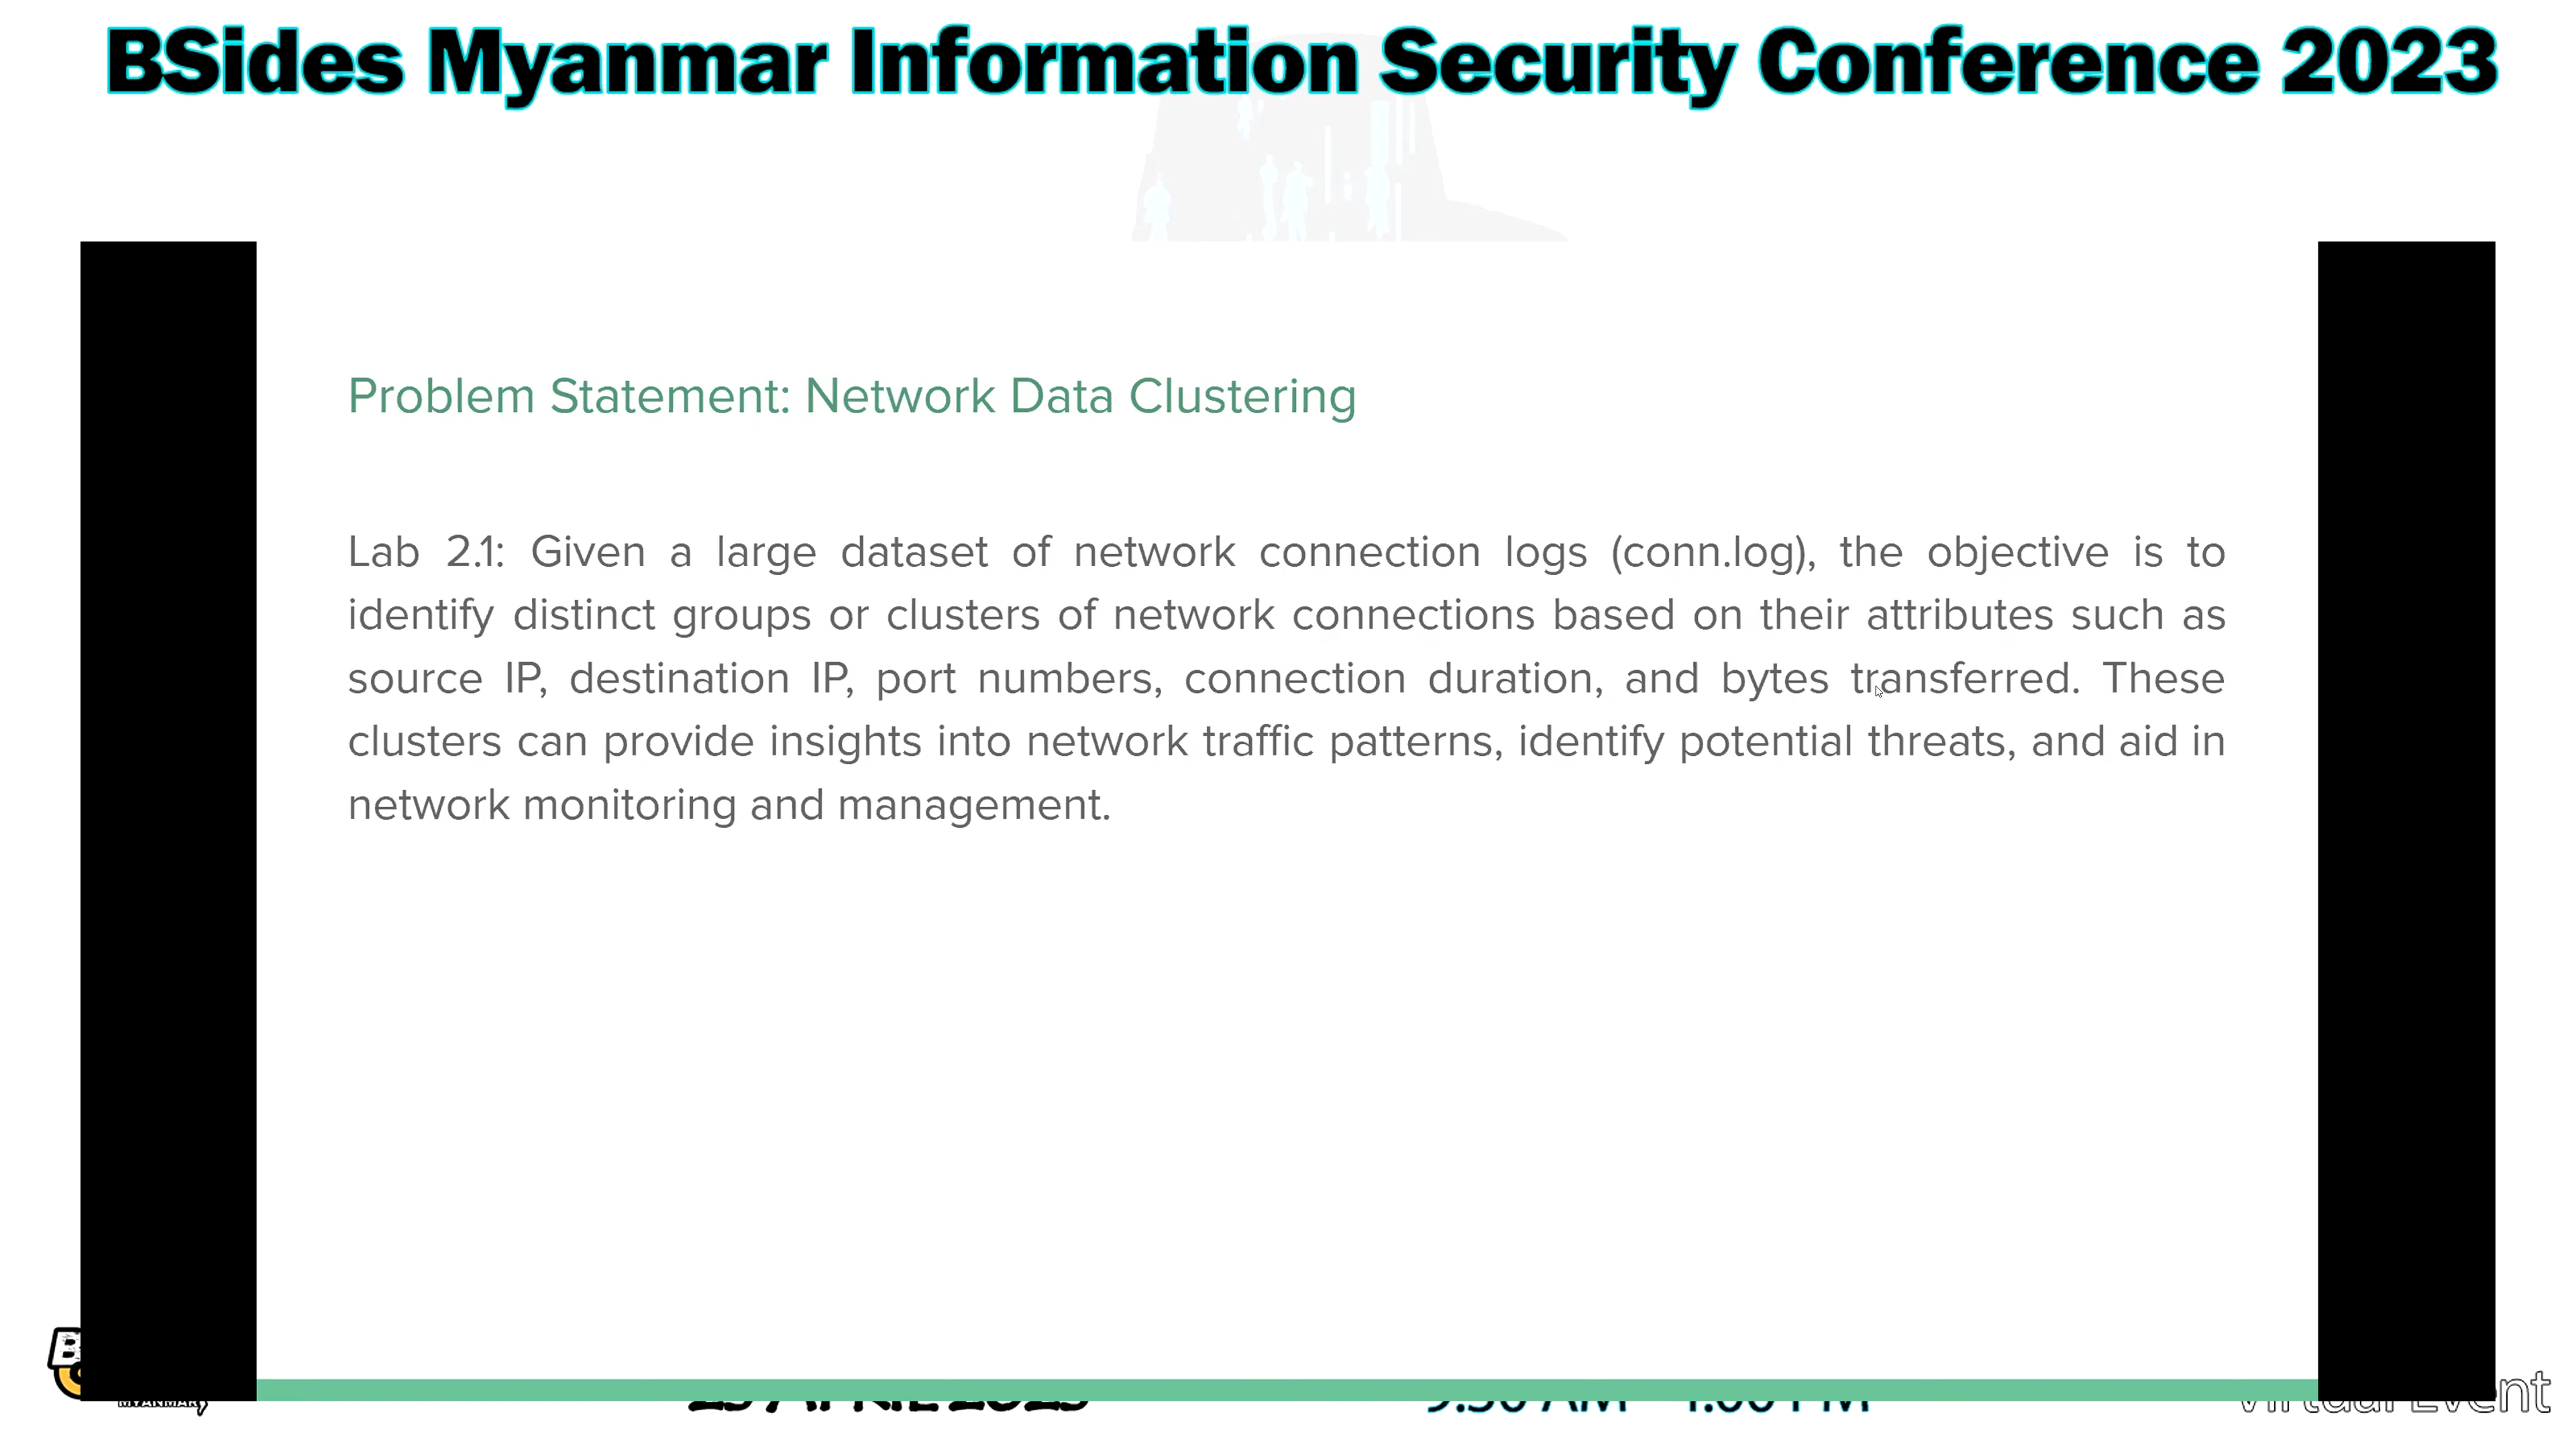 BSides Myanmar Information Security Conference 2023
Problem Statement: Network Data Clustering
Lab 2.1: Given a large dataset of network connection logs (conn.log), the objective is to
identify distinct groups or clusters of network connections based on their attributes such as
source IP, destination IP, port numbers, connection duration, and bytes transferred. These
clusters can provide insights into network traffic patterns, identify potential threats, and aid in
network monitoring and management.
MYANMAR
Virtual Event